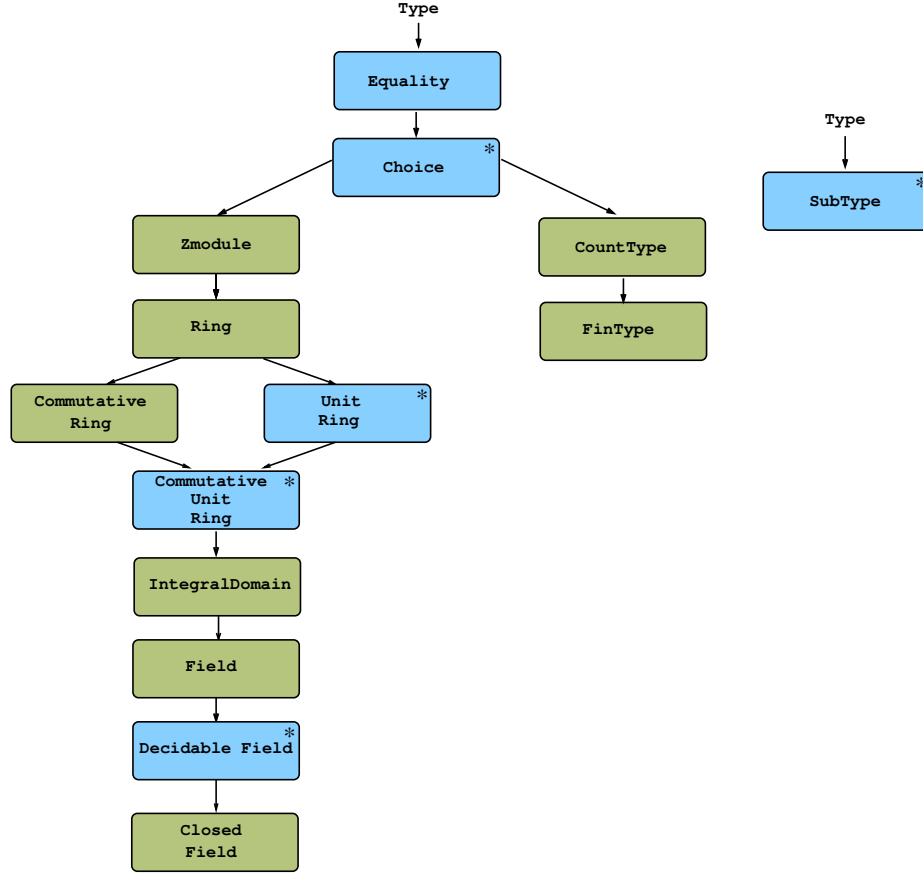 Type
Equality
Type
*
Choice
*
SubType
Zmodule
CountType
Ring
FinType
Commutative
Ring
Unit
Ring
*
Commutative
Unit
Ring
*
IntegralDomain
Field
*
Decidable Field
Closed
Field